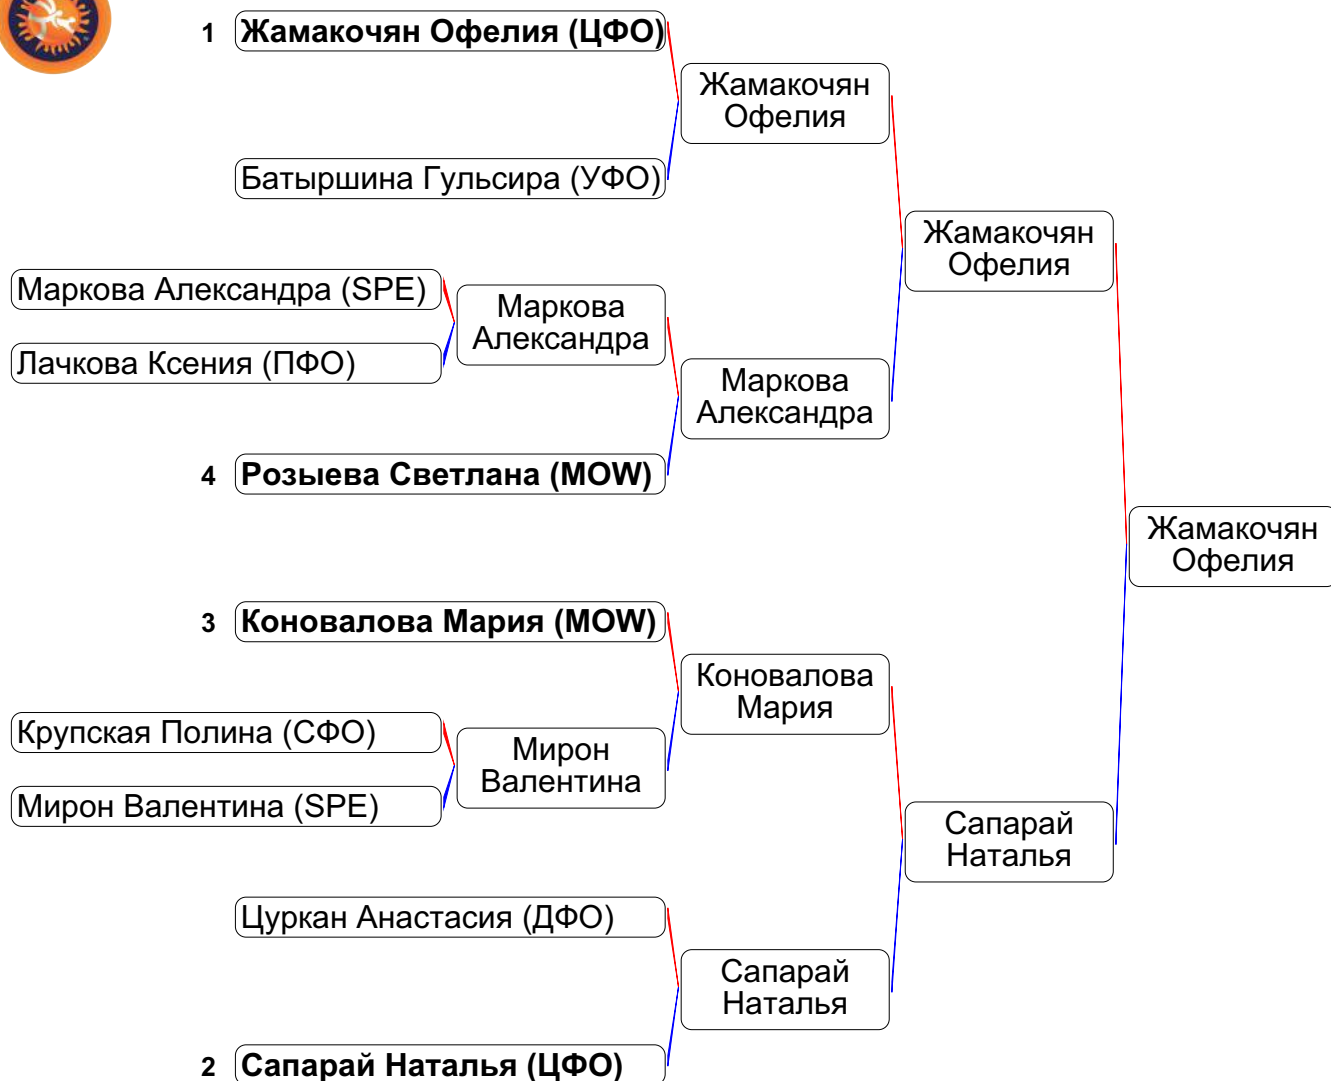 1 Жамакочян Офелия (ЦФО)
Жамакочян
Офелия
Батыршина Гульсира (УФО)
Жамакочян
Офелия
Маркова Александра (SPE)
Маркова
Александра
Лачкова Ксения (ПФО)
Маркова
Александра
4 Розыева Светлана (MOW)
Жамакочян
Офелия
3 Коновалова Мария (MOW)
Коновалова
Мария
Крупская Полина (СФО)
Мирон
Валентина
Мирон Валентина (SPE)
Сапарай
Наталья
Цуркан Анастасия (ДФО)
Сапарай
Наталья
2 Сапарай Наталья (ЦФО)